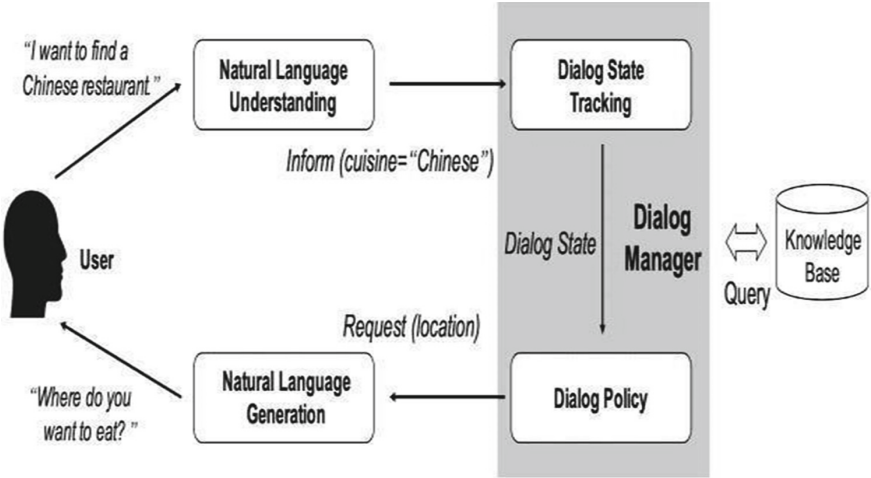 “I want to find a
Chinese restaurant.”
Natural Language
Understanding
Dialog State
Tracking
Inform (cuisine=“Chinese”)
User
Dialog State
Dialog
Manager
Query
Knowledge
Base
Request (location)
“Where do you
want to eat? ”
Natural Language
Generation
Dialog Policy